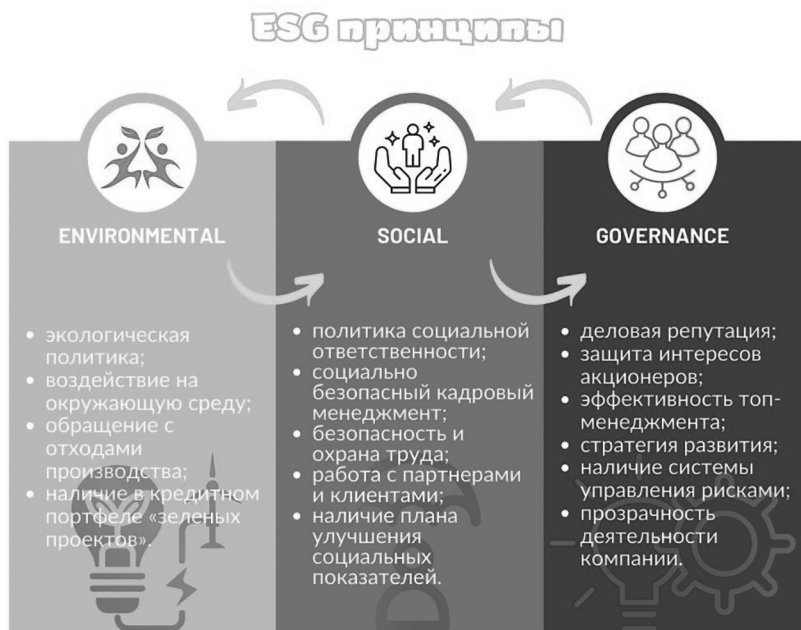 ESG принципы
ENVIRONMENTAL
• экологическая
политика;
• воздействие на
окружающую среду;
• обращение с
отходами
производства;
• наличие в кредитном
портфеле «зеленых
проектов».
SOCIAL
• политика социальной
ответственности;
• социально
безопасный кадровый
менеджмент;
• безопасность и
охрана труда;
• работа с партнерами
и клиентами;
• наличие плана
улучшения
социальных
показателей.
GOVERNANCE
• деловая репутация;
• защита интересов
акционеров;
• эффективность топ-
менеджмента;
• стратегия развития;
• наличие системы
управления рисками;
• прозрачность
деятельности
компании.